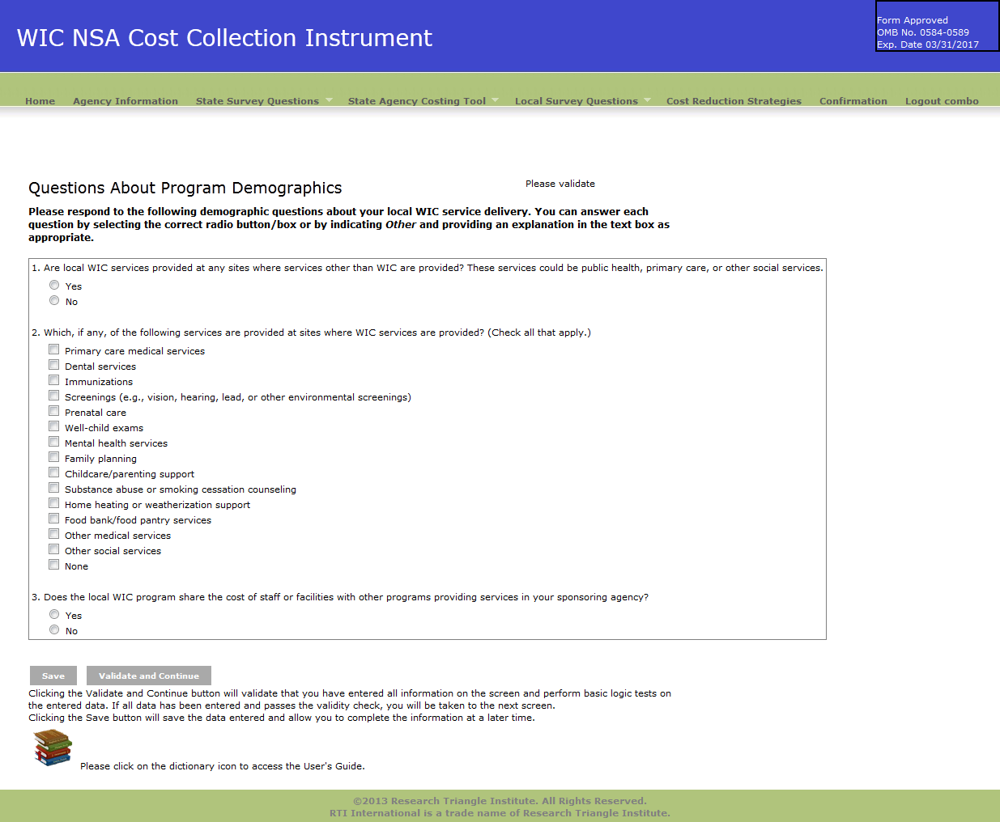 WIC NSA Cost Collection Instrument
Form Approved
OMB No. 0584-0589
Exp. Date 03/31/2017
Home Agency Information State Survey Questions State Agency Costing Tool Local Survey Questions Cost Reduction Strategies Confirmation Logout combo
Questions About Program Demographics
Please validate
Please respond to the following demographic questions about your local WIC service delivery. You can answer each
question by selecting the correct radio button/box or by indicating Other and providing an explanation in the text box as
appropriate.
1. Are local WIC services provided at any sites where services other than WIC are provided? These services could be public health, primary care, or other social services.
Yes
No
2. Which, if any, of the following services are provided at sites where WIC services are provided? (Check all that apply.)
Primary care medical services
Dental services
Immunizations
Screenings (e.g., vision, hearing, lead, or other environmental screenings)
Prenatal care
Well-child exams
Mental health services
Family planning
Childcare/parenting support
Substance abuse or smoking cessation counseling
Home heating or weatherization support
Food bank/food pantry services
Other medical services
Other social services
None
3. Does the local WIC program share the cost of staff or facilities with other programs providing services in your sponsoring agency?
Yes
No
Save Validate and Continue
Clicking the Validate and Continue button will validate that you have entered all information on the screen and perform basic logic tests on
the entered data. If all data has been entered and passes the validity check, you will be taken to the next screen.
Clicking the Save button will save the data entered and allow you to complete the information at a later time.
Please click on the dictionary icon to access the User's Guide.
©2013 Research Triangle Institute. All Rights Reserved.
RTI International is a trade name of Research Triangle Institute.